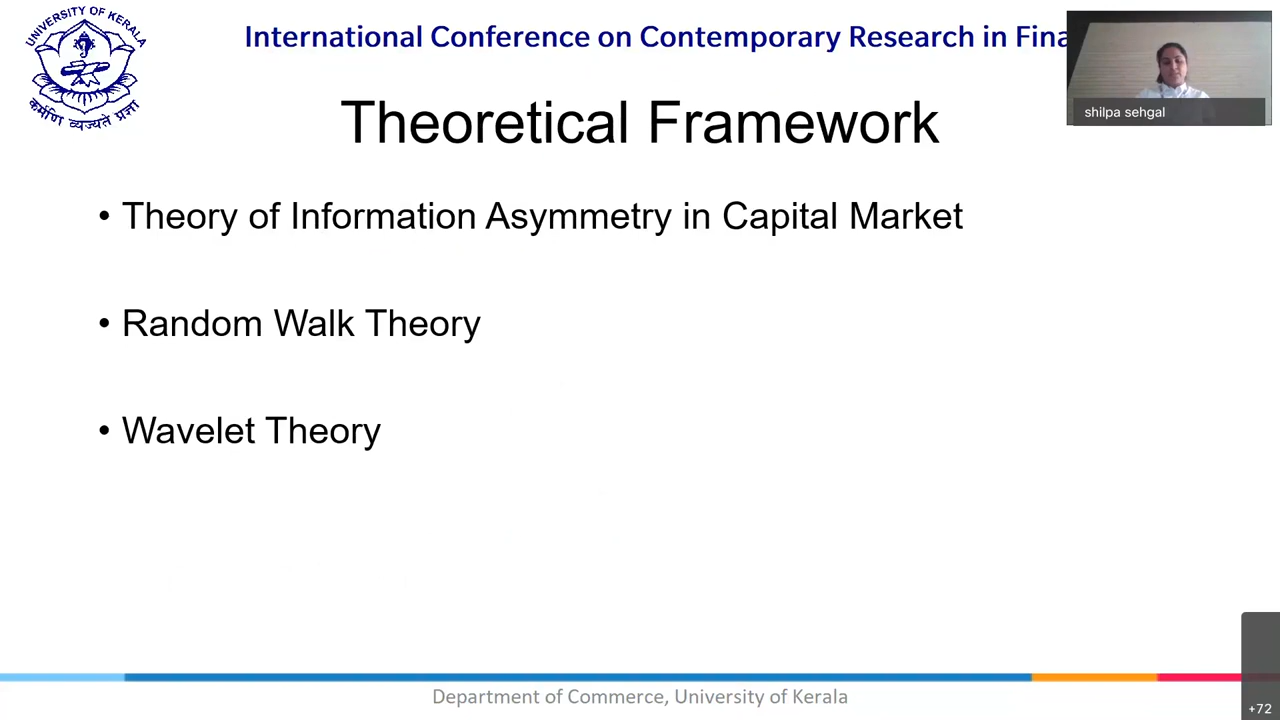 UNIVERSITY OF KERALA
कर्मणि व्यज्यते प्रज्ञा
International Conference on Contemporary Research in Fina
shilpa sehgal
Theoretical Framework
• Theory of Information Asymmetry in Capital Market
• Random Walk Theory
• Wavelet Theory
Department of Commerce, University of Kerala
+72